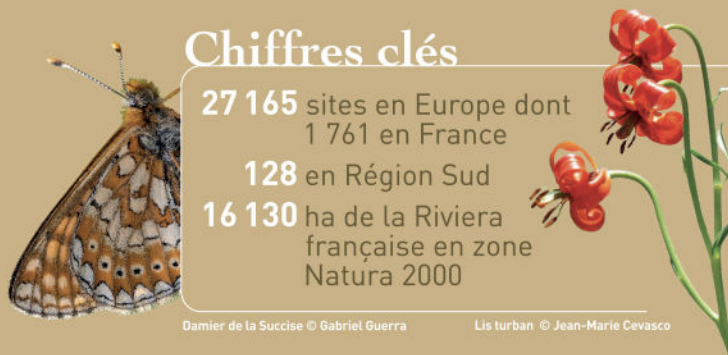 Chiffres clés
27 165 sites en Europe dont
1 761 en France
128 en Région Sud
16 130 ha de la Riviera
française en zone
Natura 2000
Damier de la Succise © Gabriel Guerra
Lis turban © Jean-Marie Cevasco